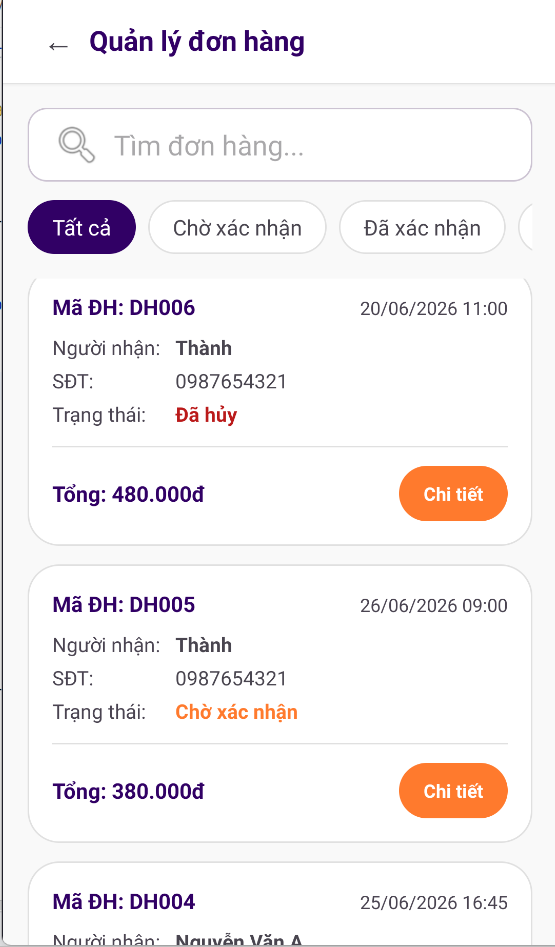 ← Quản lý đơn hàng
Tìm đơn hàng...
Tất cả Chờ xác nhận Đã xác nhận
Mã ĐH: DH006 20/06/2026 11:00
Người nhận: Thành
SĐT: 0987654321
Trạng thái: Đã hủy
Tổng: 480.000đ Chi tiết
Mã ĐH: DH005 26/06/2026 09:00
Người nhận: Thành
SĐT: 0987654321
Trạng thái: Chờ xác nhận
Tổng: 380.000đ Chi tiết
Mã ĐH: DH004 25/06/2026 16:45
Người nhận: Nguyễn Văn A